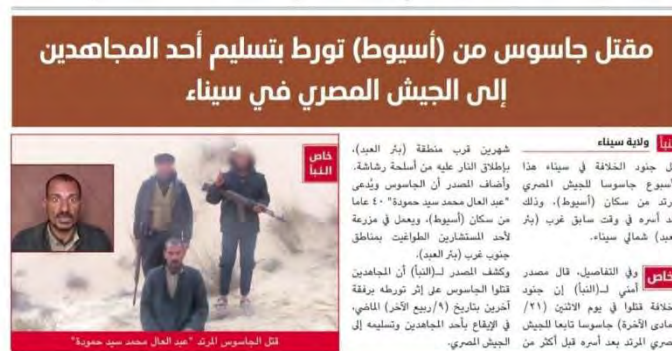 مقتل جاسوس من (أسيوط) تورط بتسليم أحد المجاهدين
إلى الجيش المصري في سيناء
ولاية سيناء
جنود الخلافة في سيناء هذا
جاسوسا للجيش المصري
من سكان (أسيوط)، وذلك
أسره في وقت سابق غرب (بئر
شمالي سيناء.
خاص
وفي التفاصيل، قال مصدر
أمني لـ(النبأ) إن جنود
قتلوا في يوم الاثنين (٢١/
الآخرة) جاسوسا تابعا للجيش
المرتد بعد أسره قبل أكثر من
شهرين قرب منطقة (بئر العبد)،
بإطلاق النار عليه من أسلحة رشاشة.
وأضاف المصدر أن الجاسوس ويُدعى
"عبد العال محمد سيد حمودة" ٤٠ عاما
من سكان (أسيوط)، ويعمل في مزرعة
لأحد المستشارين الطواغيت بمناطق
جنوب غرب (بئر العبد).
وكشف المصدر لـ(النبأ) أن المجاهدين
قتلوا الجاسوس على إثر تورطه برفقة
آخرين بتاريخ (٩/ربيع الآخر) الماضي،
في الإيقاع بأحد المجاهدين وتسليمه إلى
الجيش المصري.
خاص
النبأ
قتل الجاسوس المرتد "عبد العال محمد سيد حمودة"